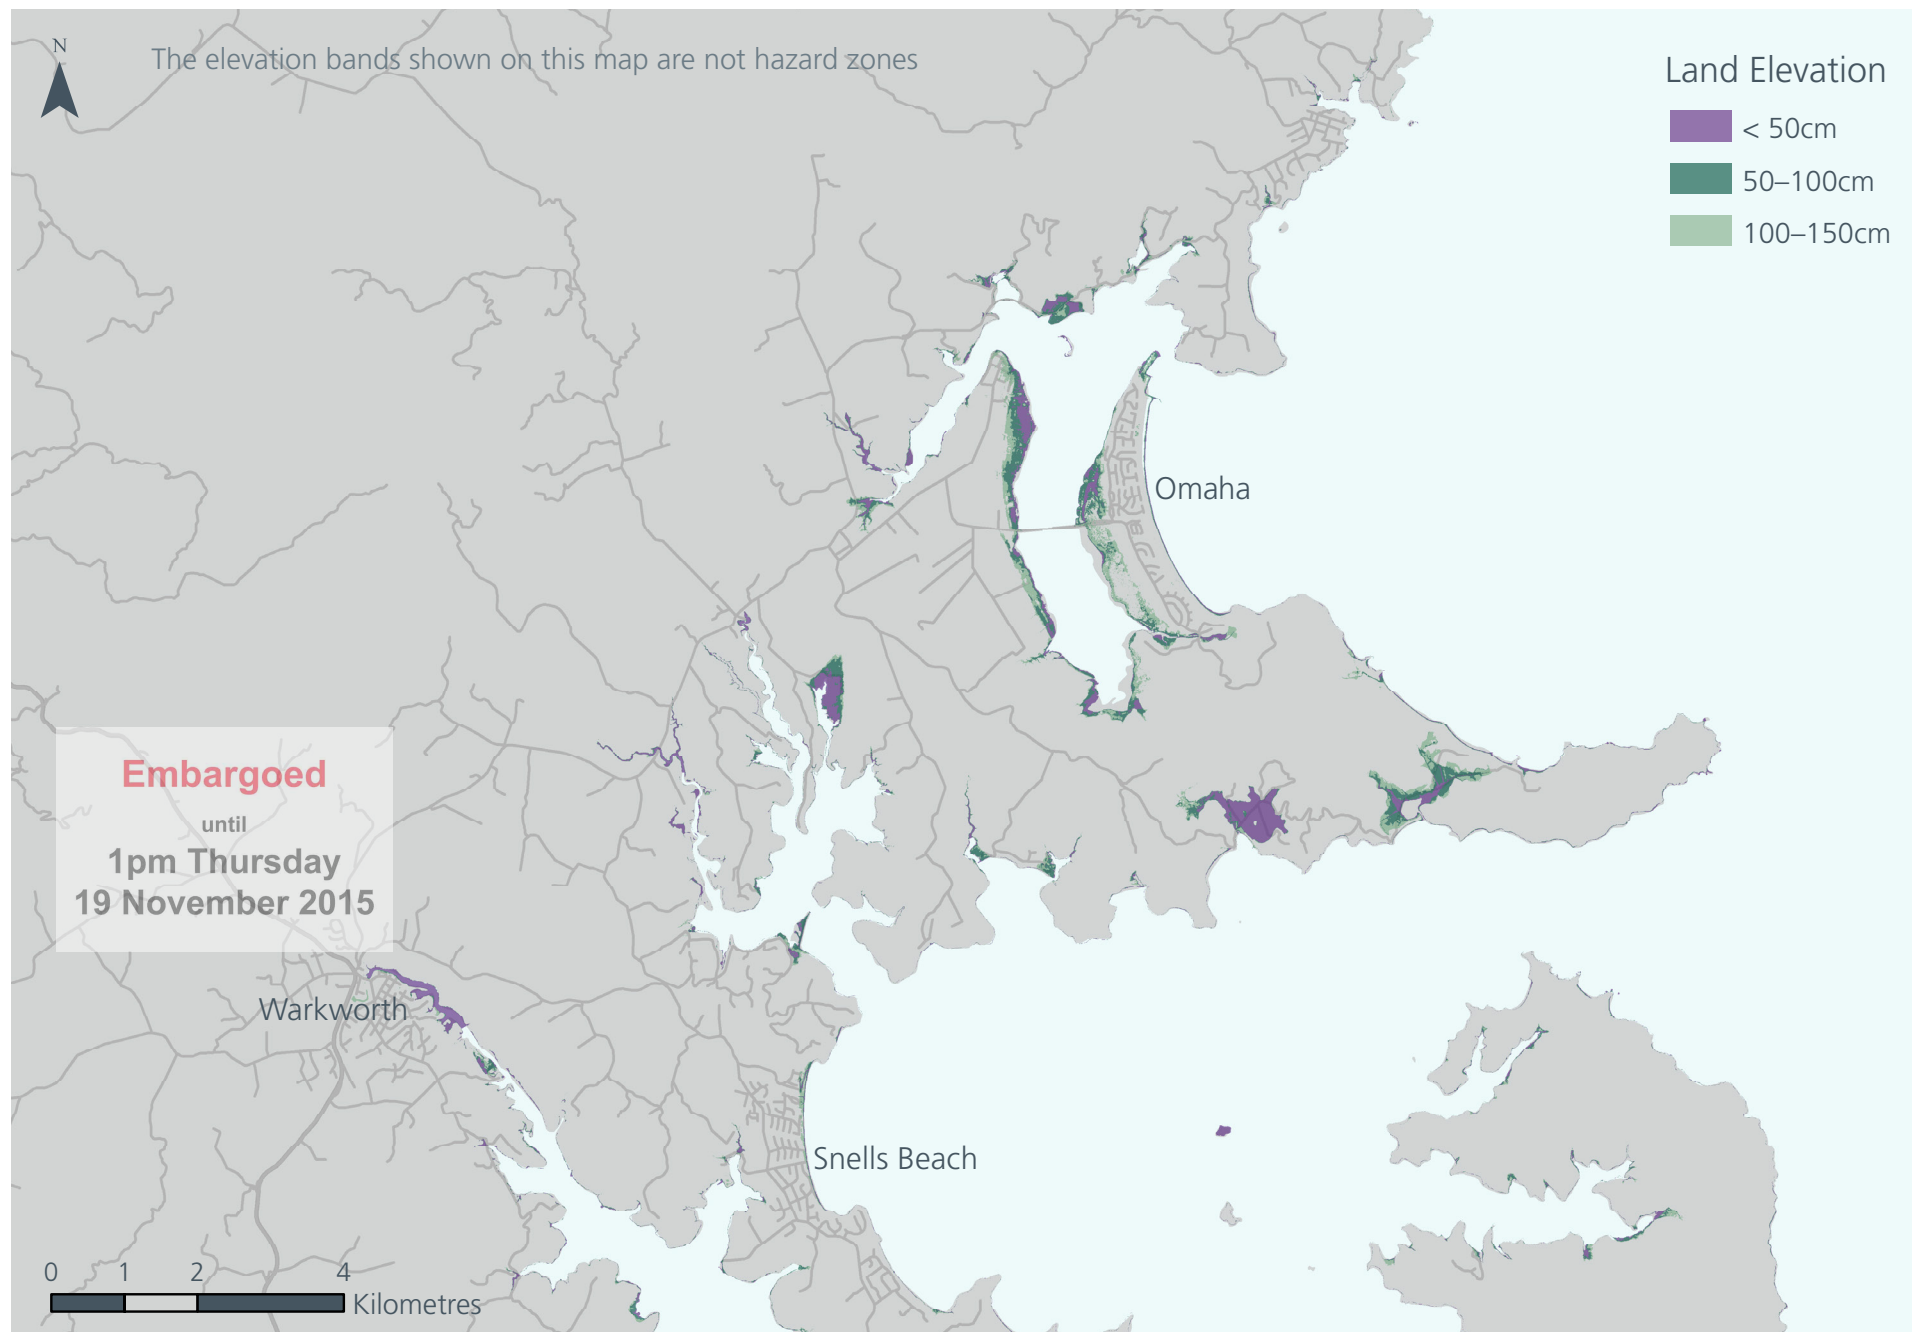 N
The elevation bands shown on this map are not hazard zones
Land Elevation
< 50cm
50–100cm
100–150cm
Omaha
Embargoed
until
1pm Thursday
19 November 2015
Warkworth
Snells Beach
0 1 2 4
Kilometres